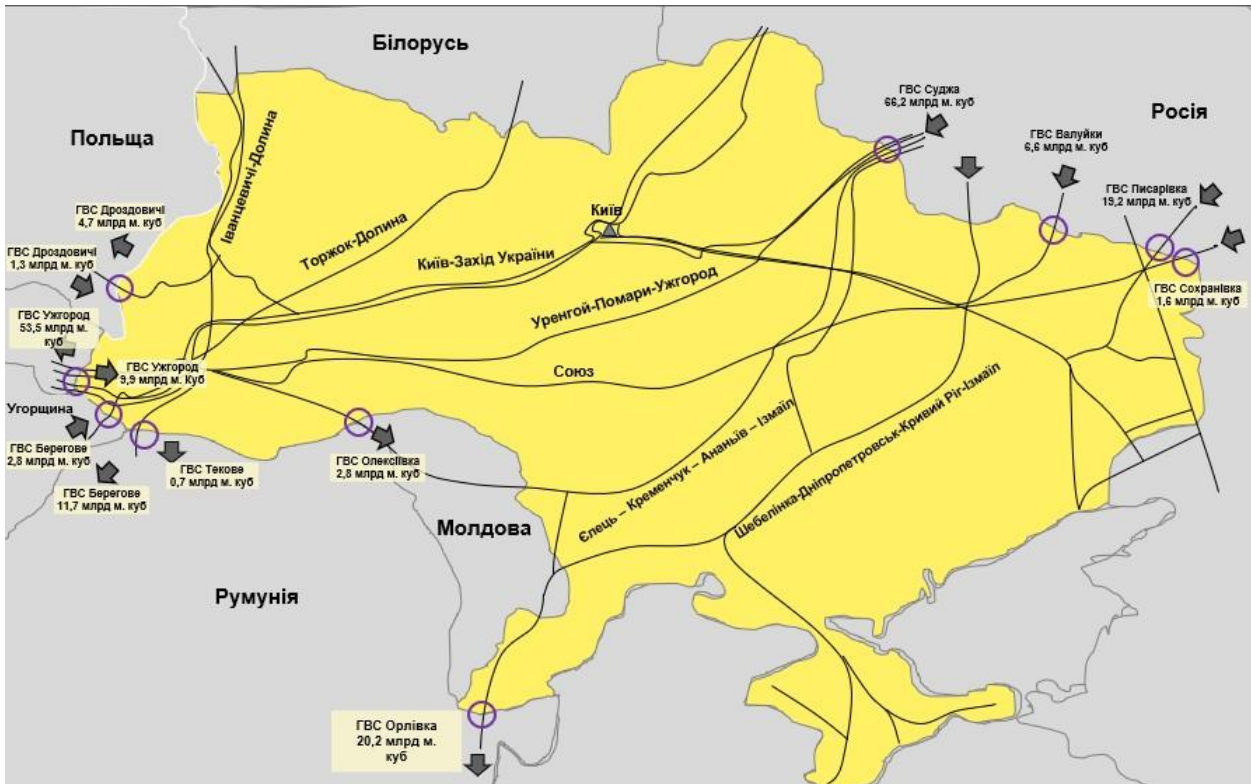 Білорусь
ГВС Суджа
66,2 млрд м. куб
Росія
Польща
ГВС Валуйки
6,6 млрд м. куб
ГВС Писарівка
19,2 млрд м. куб
Іванцевичі-Долина
ГВС Дроздовичі
4,7 млрд м. куб
Київ
Торжок-Долина
ГВС Дроздовичі
1,3 млрд м. куб
Київ-Захід України
ГВС Сохранівка
1,6 млрд м. куб
Уренгой-Помари-Ужгород
ГВС Ужгород
53,5 млрд м.
куб
ГВС Ужгород
9,9 млрд м. Куб
Союз
Угорщина
ГВС Берегове
2,8 млрд м. куб
ГВС Текове
0,7 млрд м. куб
ГВС Олексіївка
2,8 млрд м. куб
ГВС Берегове
11,7 млрд м. куб
Єлець – Кременчук – Ананьїв – Ізмаїл
Шебелінка-Дніпропетровськ-Кривий Ріг-Ізмаїл
Молдова
Румунія
ГВС Орлівка
20,2 млрд м.
куб